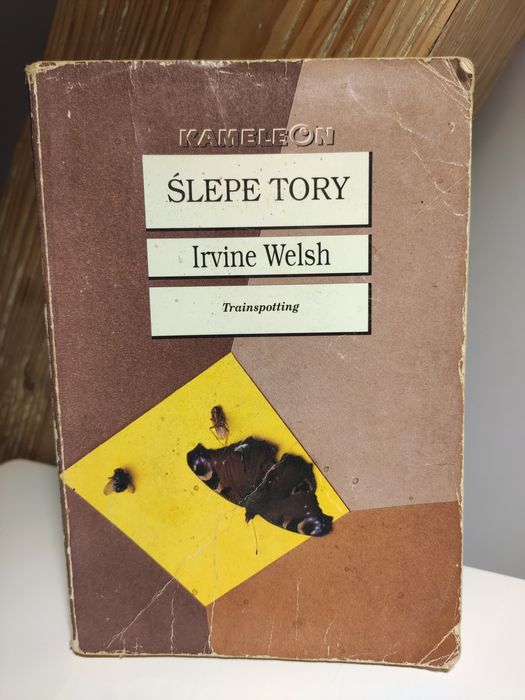 KAMELEON
ŚLEPE TORY
Irvine Welsh
Trainspotting